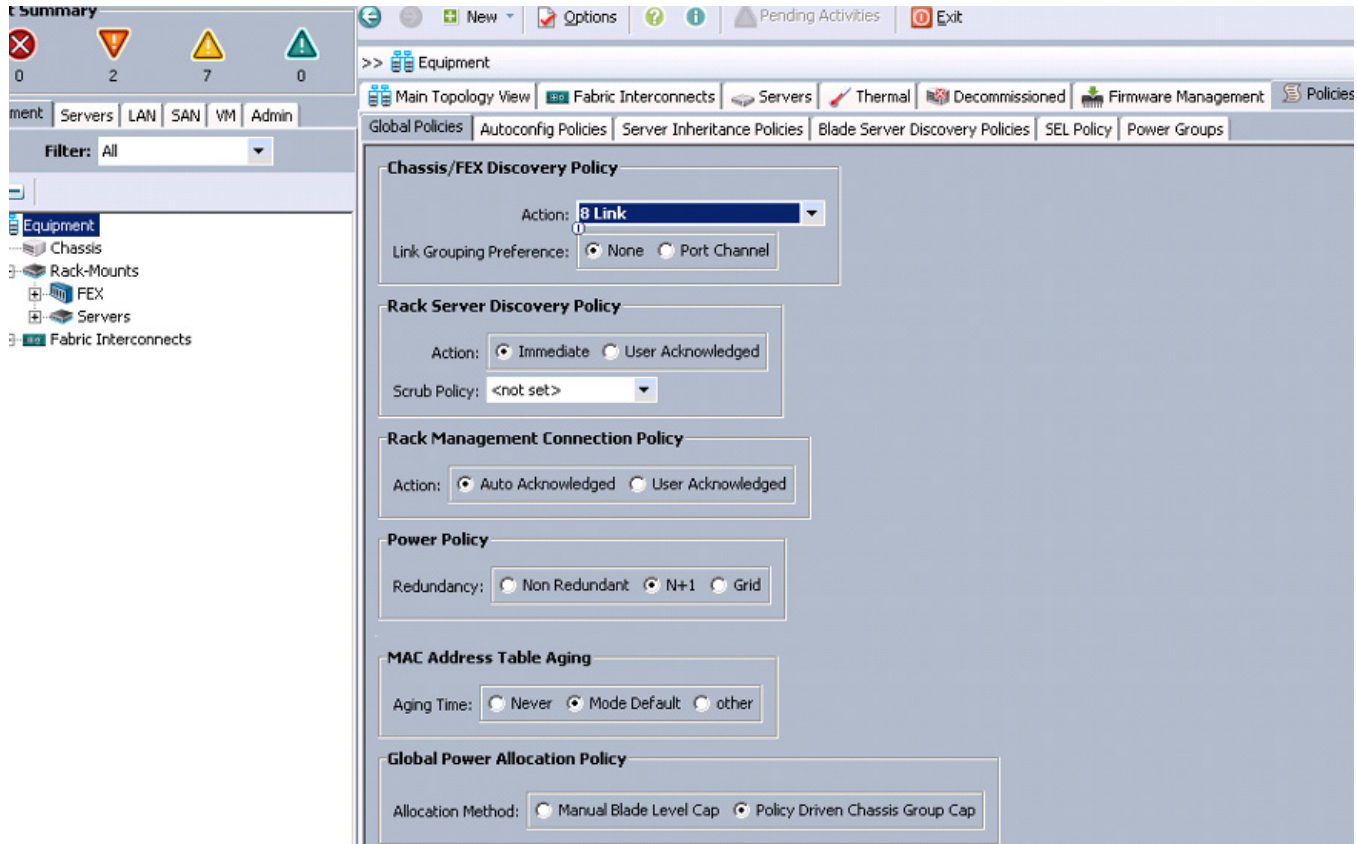 t Summary
0 2 7 0
ment Servers LAN SAN VM Admin
Filter: All
Equipment
Chassis
Rack-Mounts
FEX
Servers
Fabric Interconnects
New Options ? i Pending Activities Exit
>> Equipment
Main Topology View Fabric Interconnects Servers Thermal Decommissioned Firmware Management Policies
Global Policies Autoconfig Policies Server Inheritance Policies Blade Server Discovery Policies SEL Policy Power Groups
Chassis/FEX Discovery Policy
Action: 8 Link
Link Grouping Preference: None Port Channel
Rack Server Discovery Policy
Action: Immediate User Acknowledged
Scrub Policy: <not set>
Rack Management Connection Policy
Action: Auto Acknowledged User Acknowledged
Power Policy
Redundancy: Non Redundant N+1 Grid
MAC Address Table Aging
Aging Time: Never Mode Default other
Global Power Allocation Policy
Allocation Method: Manual Blade Level Cap Policy Driven Chassis Group Cap